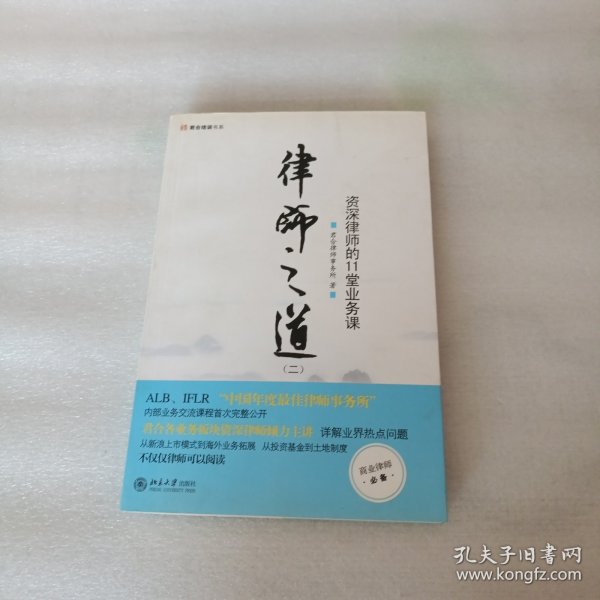 君合培训书系
律师之道
(二)
资深律师的11堂业务课
君合律师事务所 著
ALB、IFLR “中国年度最佳律师事务所”
内部业务交流课程首次完整公开
君合各业务板块资深律师倾力主讲 详解业界热点问题
从新浪上市模式到海外业务拓展 从投资基金到土地制度
不仅仅律师可以阅读
商业律师
·必备·
北京大学出版社
PEKING UNIVERSITY PRESS
孔夫子旧书网
www.kongfz.com